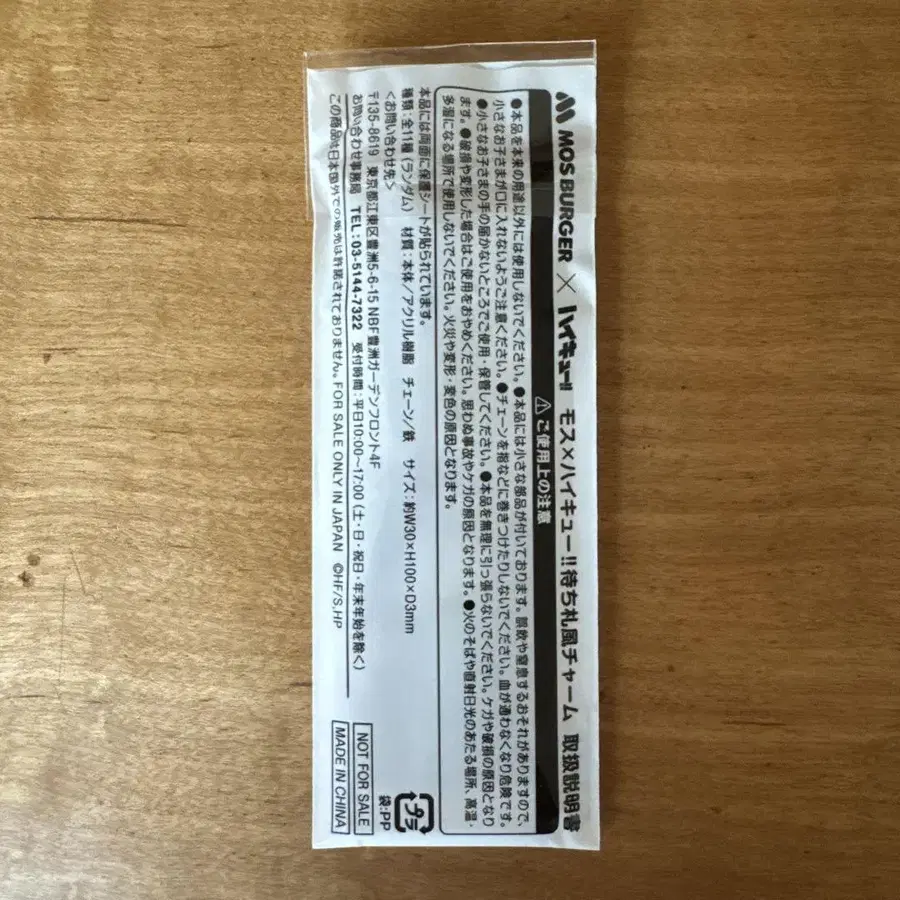 MOS BURGER × ハイキュー!! モス×ハイキュー!!待ち札風チャーム 取扱説明書
⚠ご使用上の注意
●本品を本来の用途以外には使用しないでください。●本品には小さな部品が付いております。誤飲や窒息するおそれがありますので、
小さなお子さまが口に入れないようご注意ください。●チェーンを指などに巻きつけたりしないでください。血が通わなくなり危険です。
●小さなお子さまの手の届かないところでご使用・保管してください。●本品を無理に引っ張らないでください。ケガや破損の原因となり
ます。●破損や変形した場合はご使用をおやめください。思わぬ事故やケガの原因となります。●火のそばや直射日光のあたる場所、高温・
多湿になる場所で使用しないでください。火災や変形・変色の原因となります。
本品には両面に保護シートが貼られています。
種類:全11種(ランダム) 材質:本体/アクリル樹脂 チェーン/鉄 サイズ:約W30×H100×D3mm
<お問い合わせ先>
〒135-8619 東京都江東区豊洲5-6-15 NBF豊洲ガーデンフロント4F
お問い合わせ事務局 TEL:03-5144-7322 受付時間:平日10:00~17:00(土・日・祝日・年末年始を除く)
この商品は日本国外での販売は許諾されておりません。FOR SALE ONLY IN JAPAN ©HF/S,HP
プラ
袋:PP
NOT FOR SALE
MADE IN CHINA